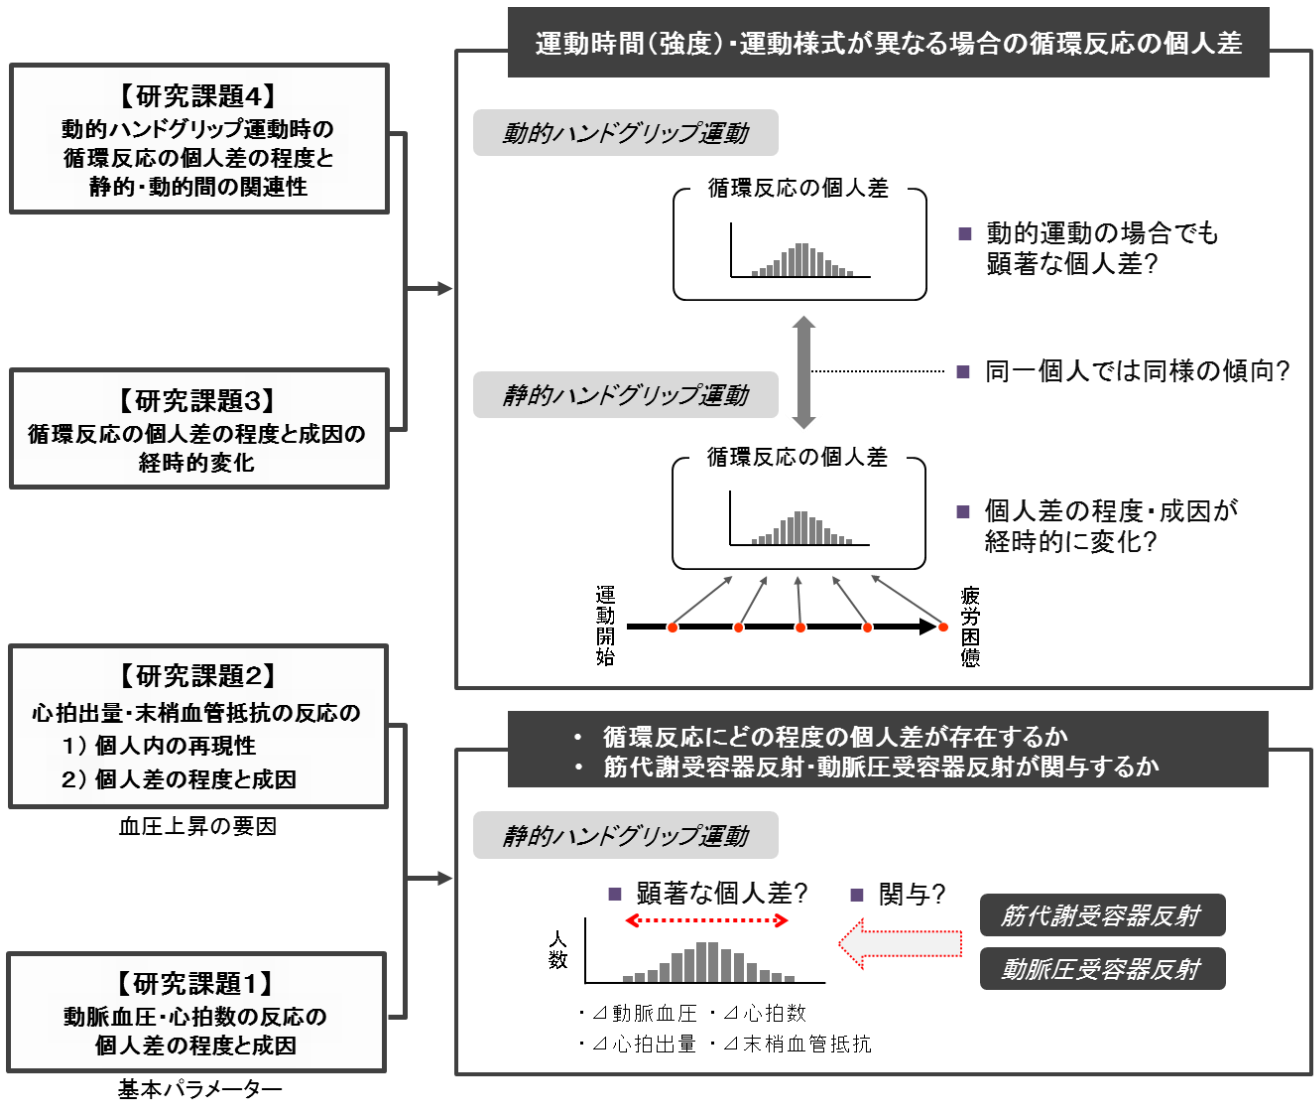 【研究課題4】
動的ハンドグリップ運動時の
循環反応の個人差の程度と
静的・動的間の関連性
【研究課題3】
循環反応の個人差の程度と成因の
経時的変化
【研究課題2】
心拍出量・末梢血管抵抗の反応の
1）個人内の再現性
2）個人差の程度と成因
血圧上昇の要因
【研究課題1】
動脈血圧・心拍数の反応の
個人差の程度と成因
基本パラメーター
運動時間（強度）・運動様式が異なる場合の循環反応の個人差
動的ハンドグリップ運動
循環反応の個人差
■ 動的運動の場合でも
顕著な個人差?
■ 同一個人では同様の傾向?
静的ハンドグリップ運動
循環反応の個人差
■ 個人差の程度・成因が
経時的に変化?
運動開始
疲労困憊
• 循環反応にどの程度の個人差が存在するか
• 筋代謝受容器反射・動脈圧受容器反射が関与するか
静的ハンドグリップ運動
■ 顕著な個人差?
■ 関与?
人数
筋代謝受容器反射
動脈圧受容器反射
・⊿動脈血圧 ・⊿心拍数
・⊿心拍出量 ・⊿末梢血管抵抗